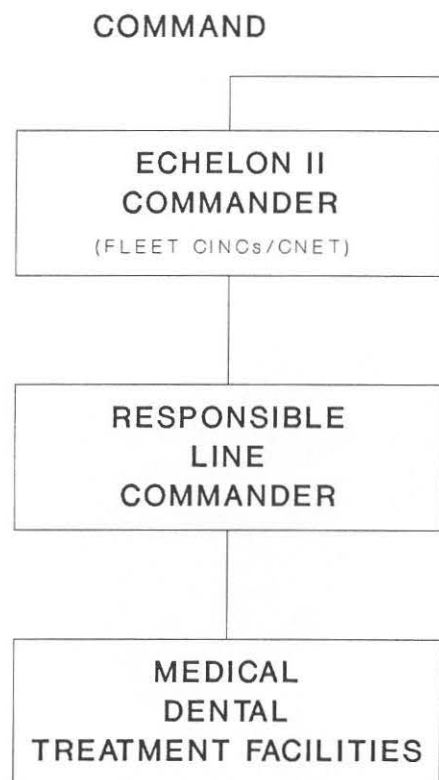 COMMAND
ECHELON II
COMMANDER
(FLEET CINCs/CNET)
RESPONSIBLE
LINE
COMMANDER
MEDICAL
DENTAL
TREATMENT FACILITIES